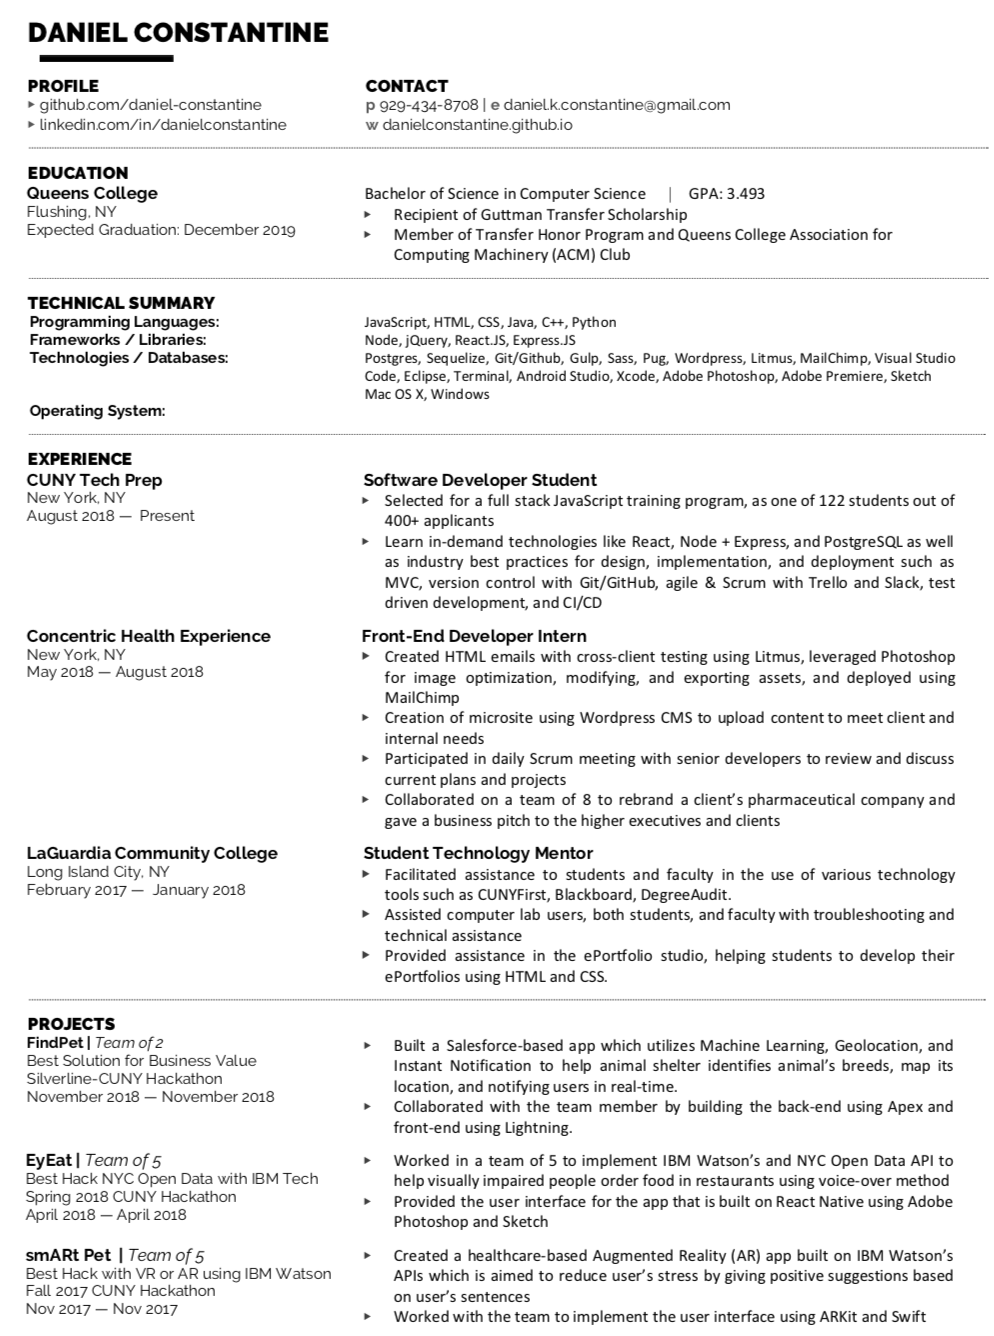 DANIEL CONSTANTINE
PROFILE
‣ github.com/daniel-constantine
‣ linkedin.com/in/danielconstantine
CONTACT
p 929-434-8708 | e daniel.k.constantine@gmail.com
w danielconstantine.github.io
EDUCATION
Queens College
Flushing, NY
Expected Graduation: December 2019
Bachelor of Science in Computer Science | GPA: 3.493
‣ Recipient of Guttman Transfer Scholarship
‣ Member of Transfer Honor Program and Queens College Association for
Computing Machinery (ACM) Club
TECHNICAL SUMMARY
Programming Languages:
JavaScript, HTML, CSS, Java, C++, Python
Frameworks / Libraries:
Node, jQuery, React.JS, Express.JS
Technologies / Databases:
Postgres, Sequelize, Git/Github, Gulp, Sass, Pug, Wordpress, Litmus, MailChimp, Visual Studio
Code, Eclipse, Terminal, Android Studio, Xcode, Adobe Photoshop, Adobe Premiere, Sketch
Mac OS X, Windows
Operating System:
EXPERIENCE
CUNY Tech Prep
New York, NY
August 2018 — Present
Software Developer Student
‣ Selected for a full stack JavaScript training program, as one of 122 students out of
400+ applicants
‣ Learn in-demand technologies like React, Node + Express, and PostgreSQL as well
as industry best practices for design, implementation, and deployment such as
MVC, version control with Git/GitHub, agile & Scrum with Trello and Slack, test
driven development, and CI/CD
Concentric Health Experience
New York, NY
May 2018 — August 2018
Front-End Developer Intern
‣ Created HTML emails with cross-client testing using Litmus, leveraged Photoshop
for image optimization, modifying, and exporting assets, and deployed using
MailChimp
‣ Creation of microsite using Wordpress CMS to upload content to meet client and
internal needs
‣ Participated in daily Scrum meeting with senior developers to review and discuss
current plans and projects
‣ Collaborated on a team of 8 to rebrand a client's pharmaceutical company and
gave a business pitch to the higher executives and clients
LaGuardia Community College
Long Island City, NY
February 2017 — January 2018
Student Technology Mentor
‣ Facilitated assistance to students and faculty in the use of various technology
tools such as CUNYFirst, Blackboard, DegreeAudit.
‣ Assisted computer lab users, both students, and faculty with troubleshooting and
technical assistance
‣ Provided assistance in the ePortfolio studio, helping students to develop their
ePortfolios using HTML and CSS.
PROJECTS
FindPet | Team of 2
Best Solution for Business Value
Silverline-CUNY Hackathon
November 2018 — November 2018
‣ Built a Salesforce-based app which utilizes Machine Learning, Geolocation, and
Instant Notification to help animal shelter identifies animal's breeds, map its
location, and notifying users in real-time.
‣ Collaborated with the team member by building the back-end using Apex and
front-end using Lightning.
EyEat | Team of 5
Best Hack NYC Open Data with IBM Tech
Spring 2018 CUNY Hackathon
April 2018 — April 2018
‣ Worked in a team of 5 to implement IBM Watson's and NYC Open Data API to
help visually impaired people order food in restaurants using voice-over method
‣ Provided the user interface for the app that is built on React Native using Adobe
Photoshop and Sketch
smARt Pet | Team of 5
Best Hack with VR or AR using IBM Watson
Fall 2017 CUNY Hackathon
Nov 2017 — Nov 2017
‣ Created a healthcare-based Augmented Reality (AR) app built on IBM Watson's
APIs which is aimed to reduce user's stress by giving positive suggestions based
on user's sentences
‣ Worked with the team to implement the user interface using ARKit and Swift